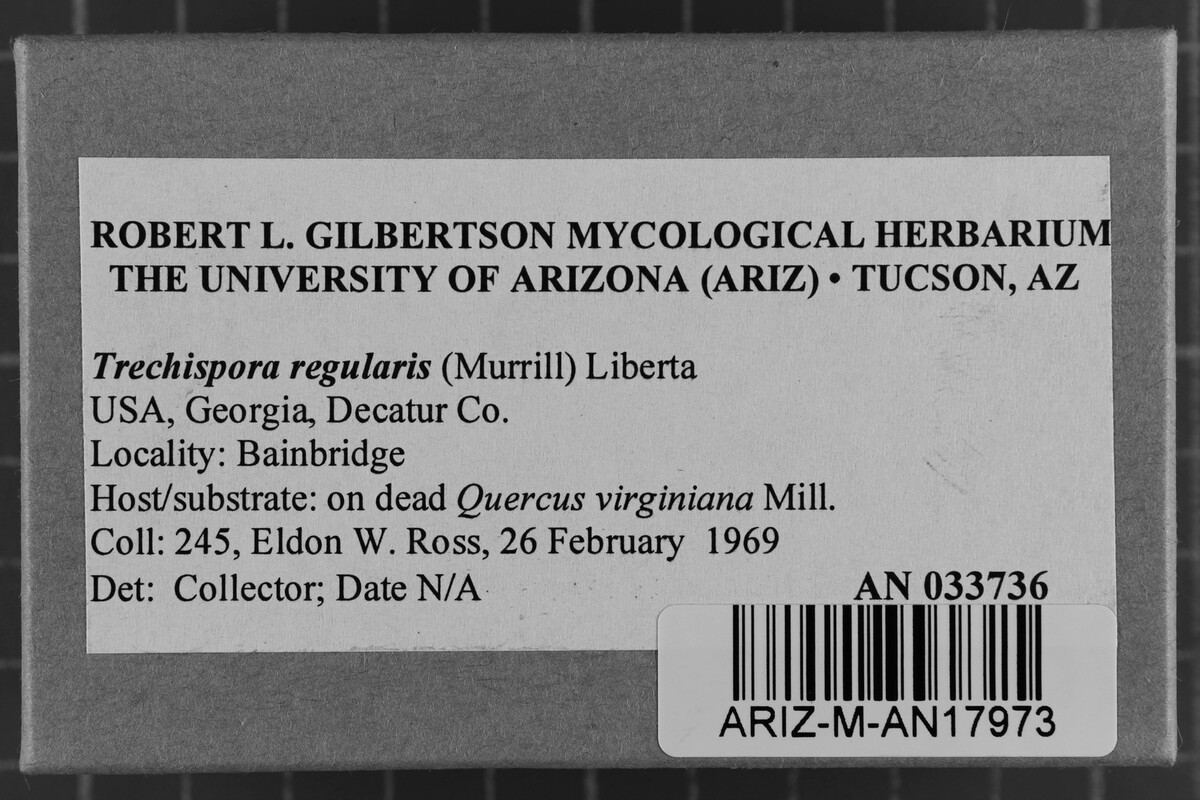 ROBERT L. GILBERTSON MYCOLOGICAL HERBARIUM
THE UNIVERSITY OF ARIZONA (ARIZ) • TUCSON, AZ
Trechispora regularis (Murrill) Liberta
USA, Georgia, Decatur Co.
Locality: Bainbridge
Host/substrate: on dead Quercus virginiana Mill.
Coll: 245, Eldon W. Ross, 26 February 1969
Det: Collector; Date N/A
AN 033736
ARIZ-M-AN17973